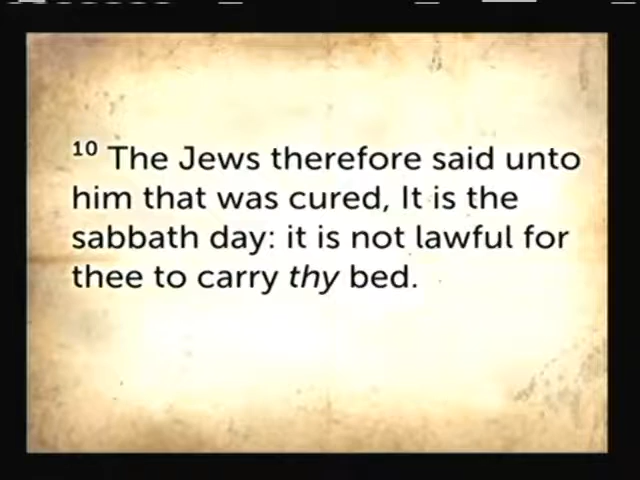 10 The Jews therefore said unto
him that was cured, It is the
sabbath day: it is not lawful for
thee to carry thy bed.